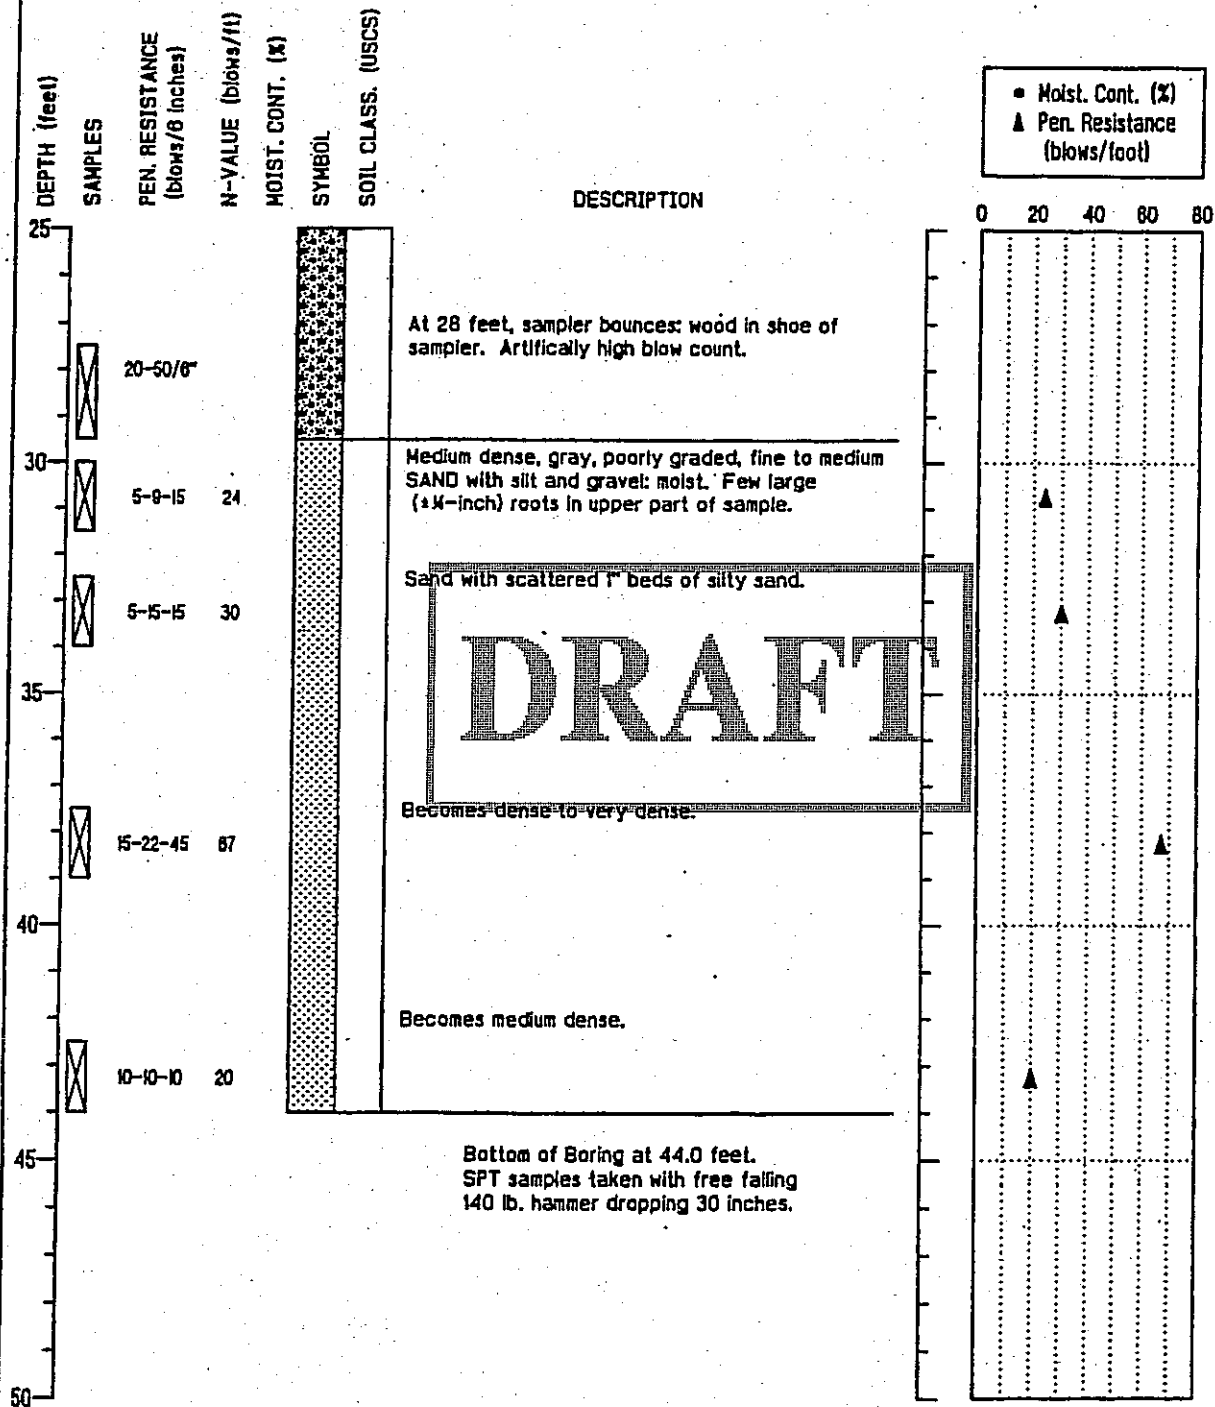 DEPTH (feet)
SAMPLES
PEN. RESISTANCE
(blows/6 inches)
N-VALUE (blows/ft)
MOIST. CONT. (%)
SYMBOL
SOIL CLASS. (USCS)
DESCRIPTION
Moist. Cont. (%)
Pen. Resistance
(blows/foot)
0 20 40 60 80
25
At 28 feet, sampler bounces: wood in shoe of
sampler. Artifically high blow count.
20-50/6"
30
Medium dense, gray, poorly graded, fine to medium
SAND with silt and gravel: moist. Few large
roots in upper part of sample.
5-9-15 24
Sand with scattered 1" beds of silty sand.
5-15-15 30
DRAFT
35
Becomes dense to very dense.
15-22-45 67
40
Becomes medium dense.
10-10-10 20
Bottom of Boring at 44.0 feet.
45
SPT samples taken with free falling
140 lb. hammer dropping 30 inches.
50